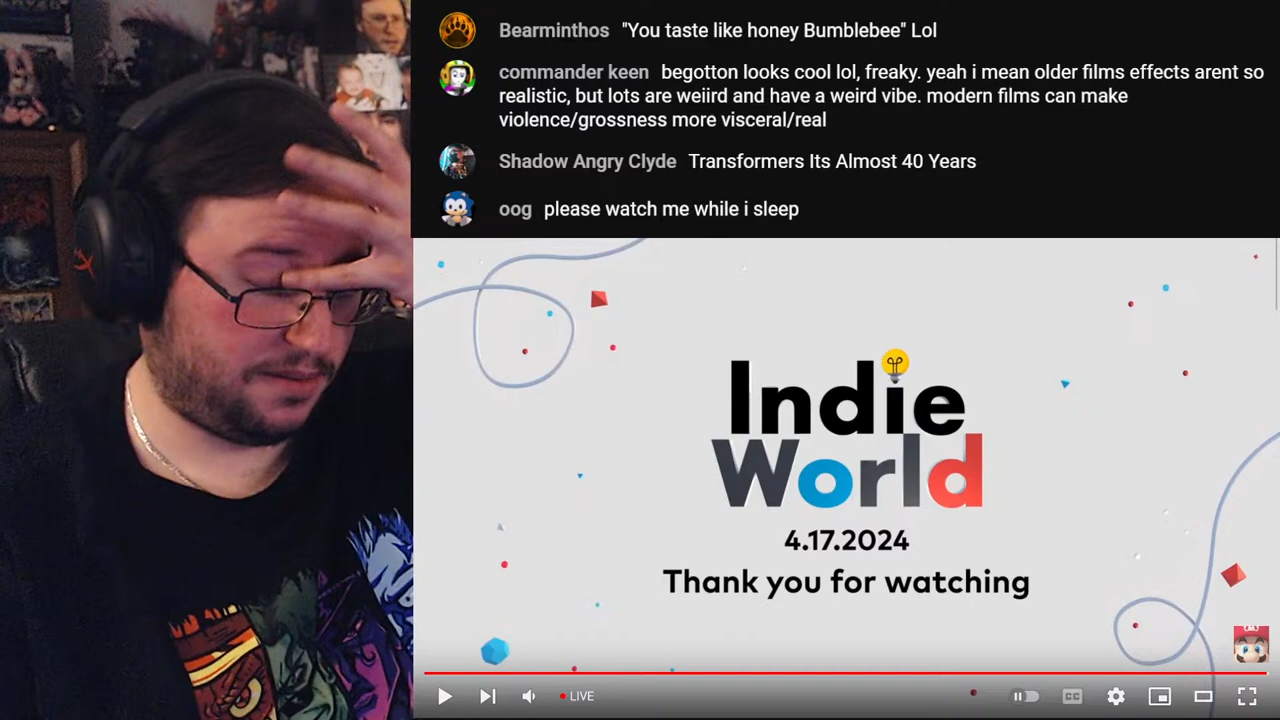 Bearminthos "You taste like honey Bumblebee" Lol
commander keen begotton looks cool lol, freaky. yeah i mean older films effects arent so
realistic, but lots are weiird and have a weird vibe. modern films can make
violence/grossness more visceral/real
Shadow Angry Clyde Transformers Its Almost 40 Years
oog please watch me while i sleep
Indie
World
4.17.2024
Thank you for watching
LIVE
CC